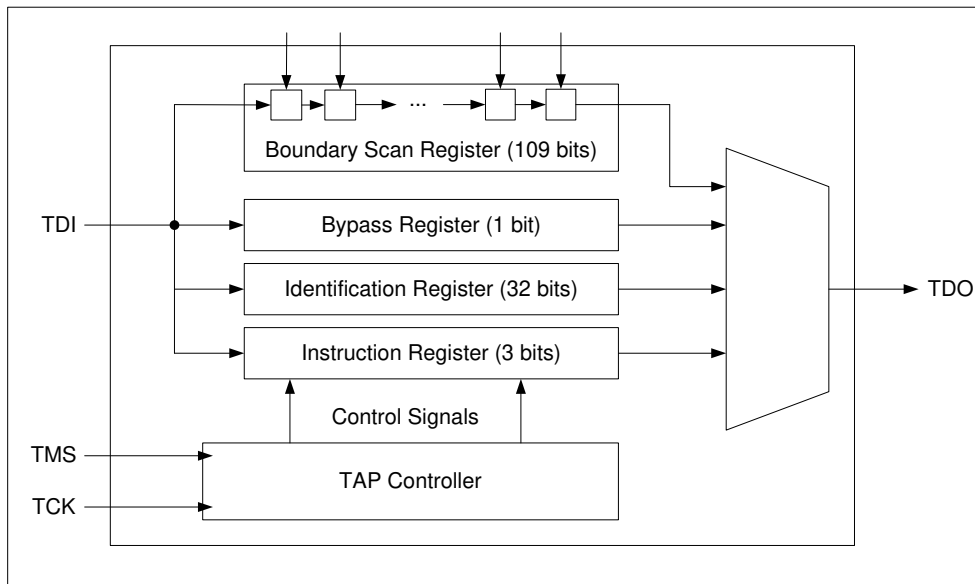 ...
Boundary Scan Register (109 bits)
TDI
Bypass Register (1 bit)
Identification Register (32 bits)
TDO
Instruction Register (3 bits)
Control Signals
TMS
TAP Controller
TCK